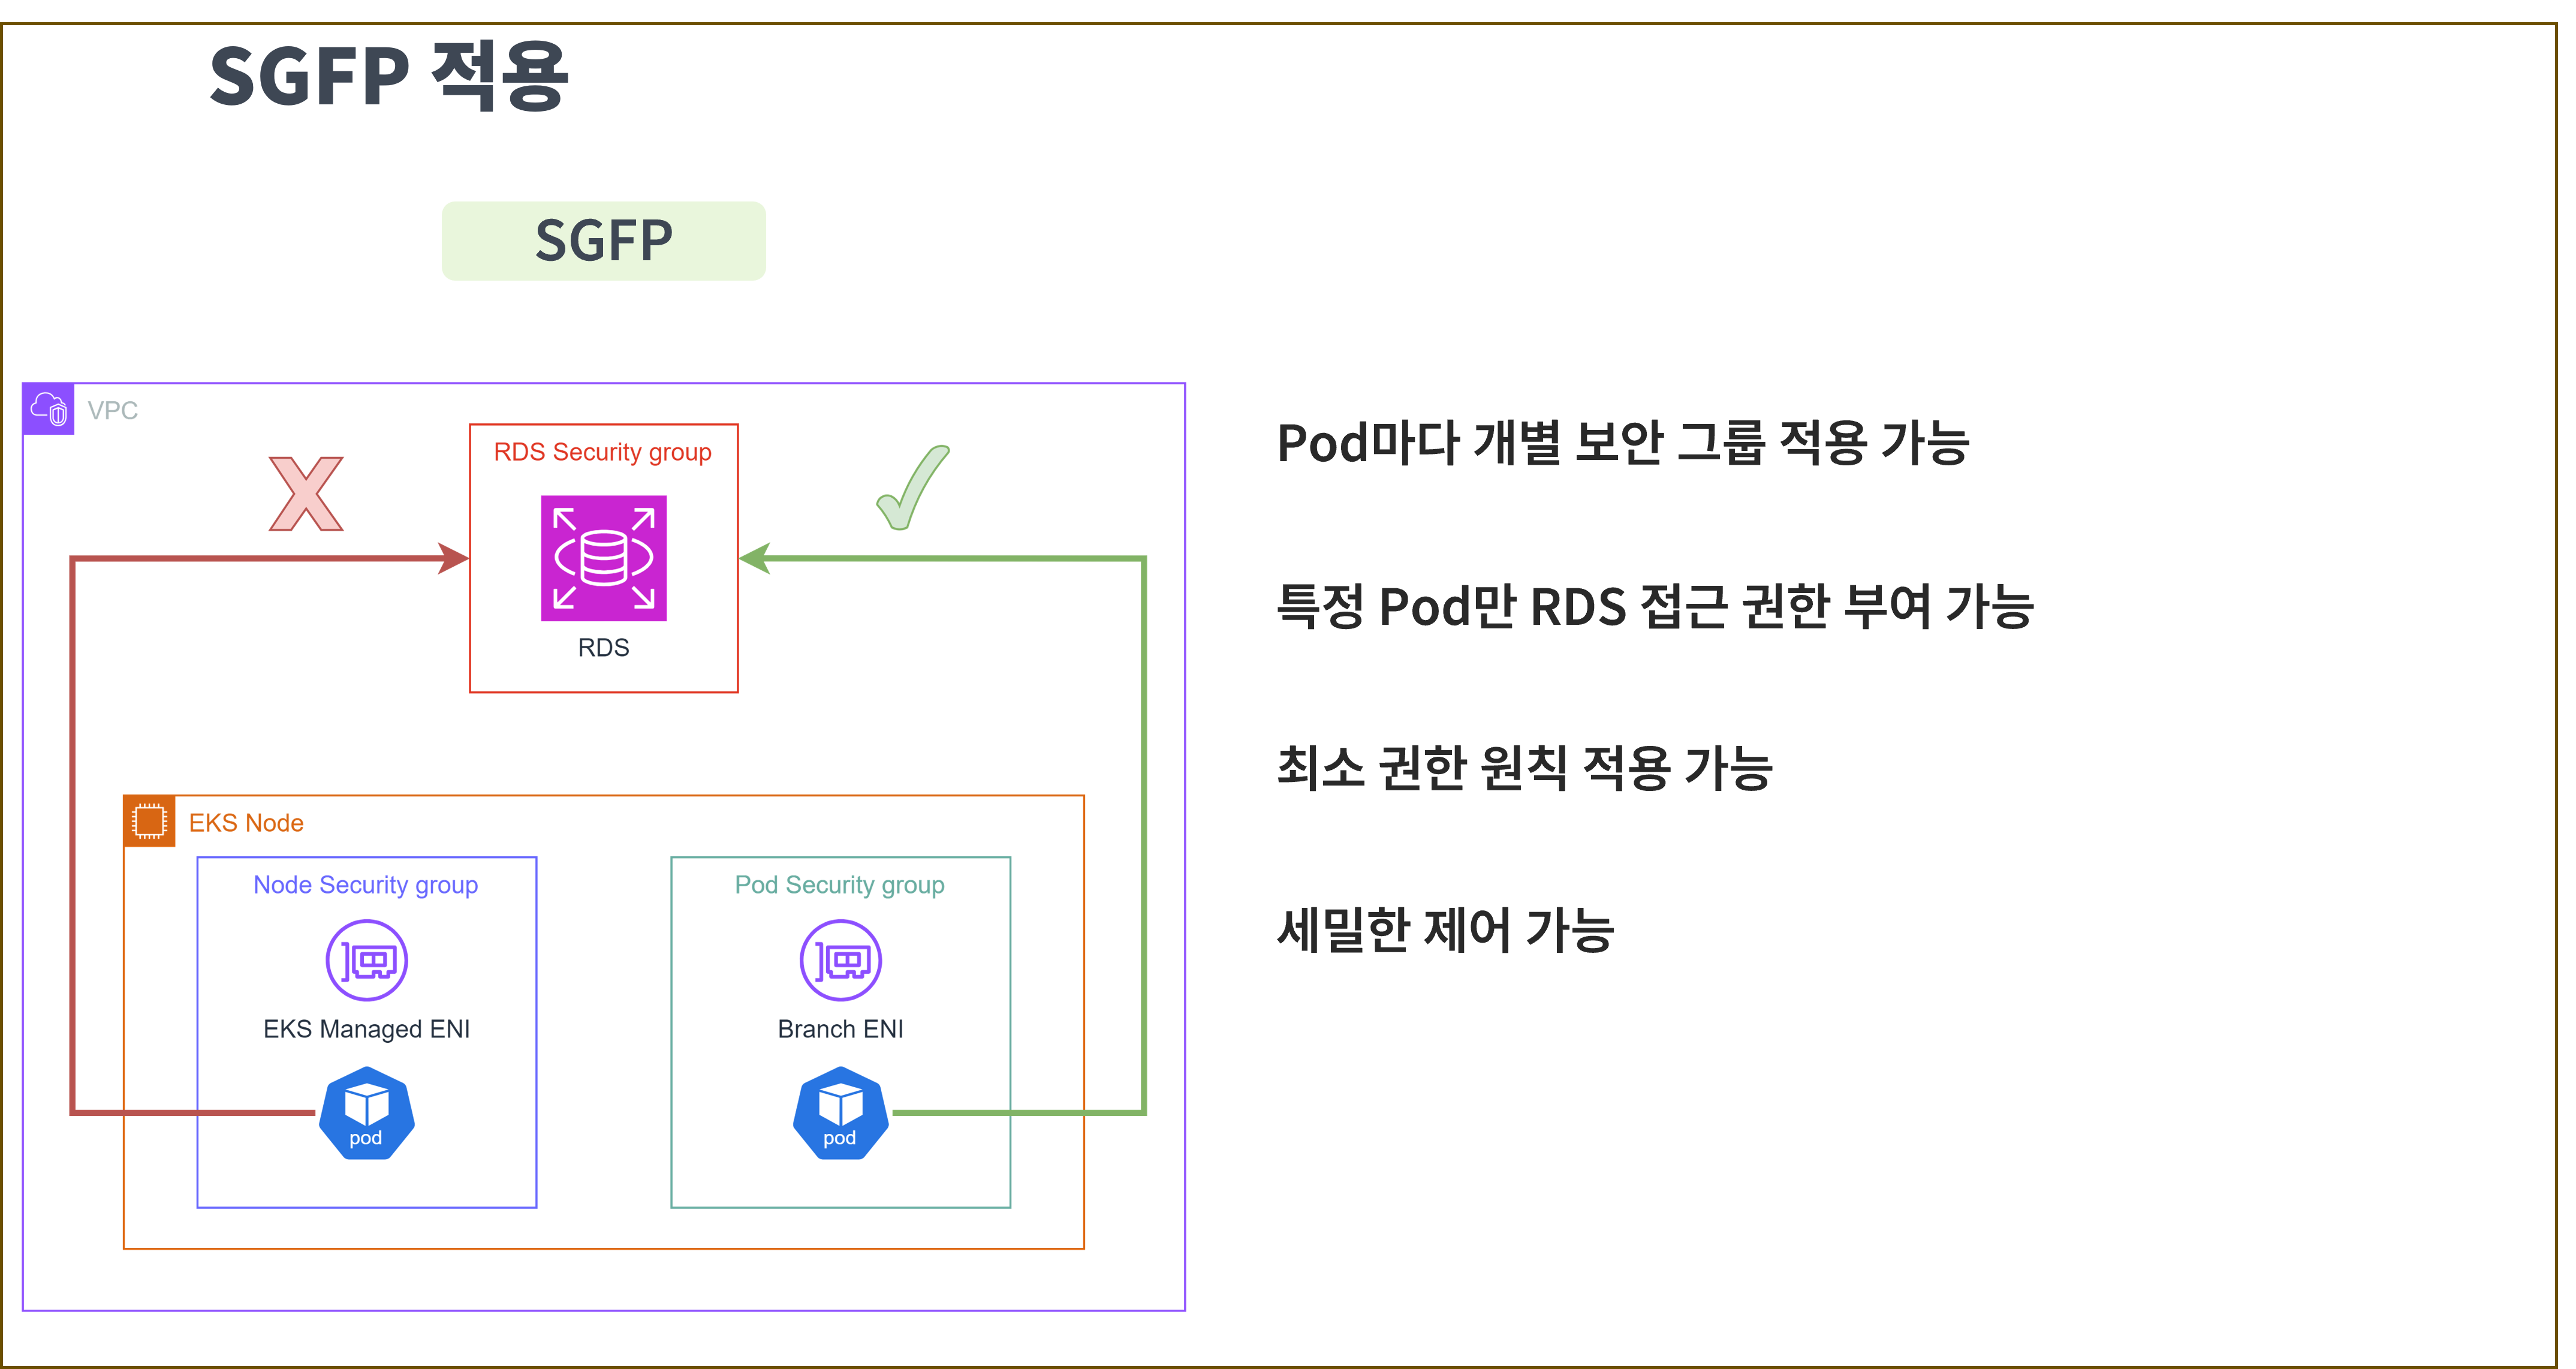 SGFP 적용
SGFP
VPC
RDS Security group
RDS
EKS Node
Node Security group
EKS Managed ENI
pod
Pod Security group
Branch ENI
pod
Pod마다 개별 보안 그룹 적용 가능
특정 Pod만 RDS 접근 권한 부여 가능
최소 권한 원칙 적용 가능
세밀한 제어 가능